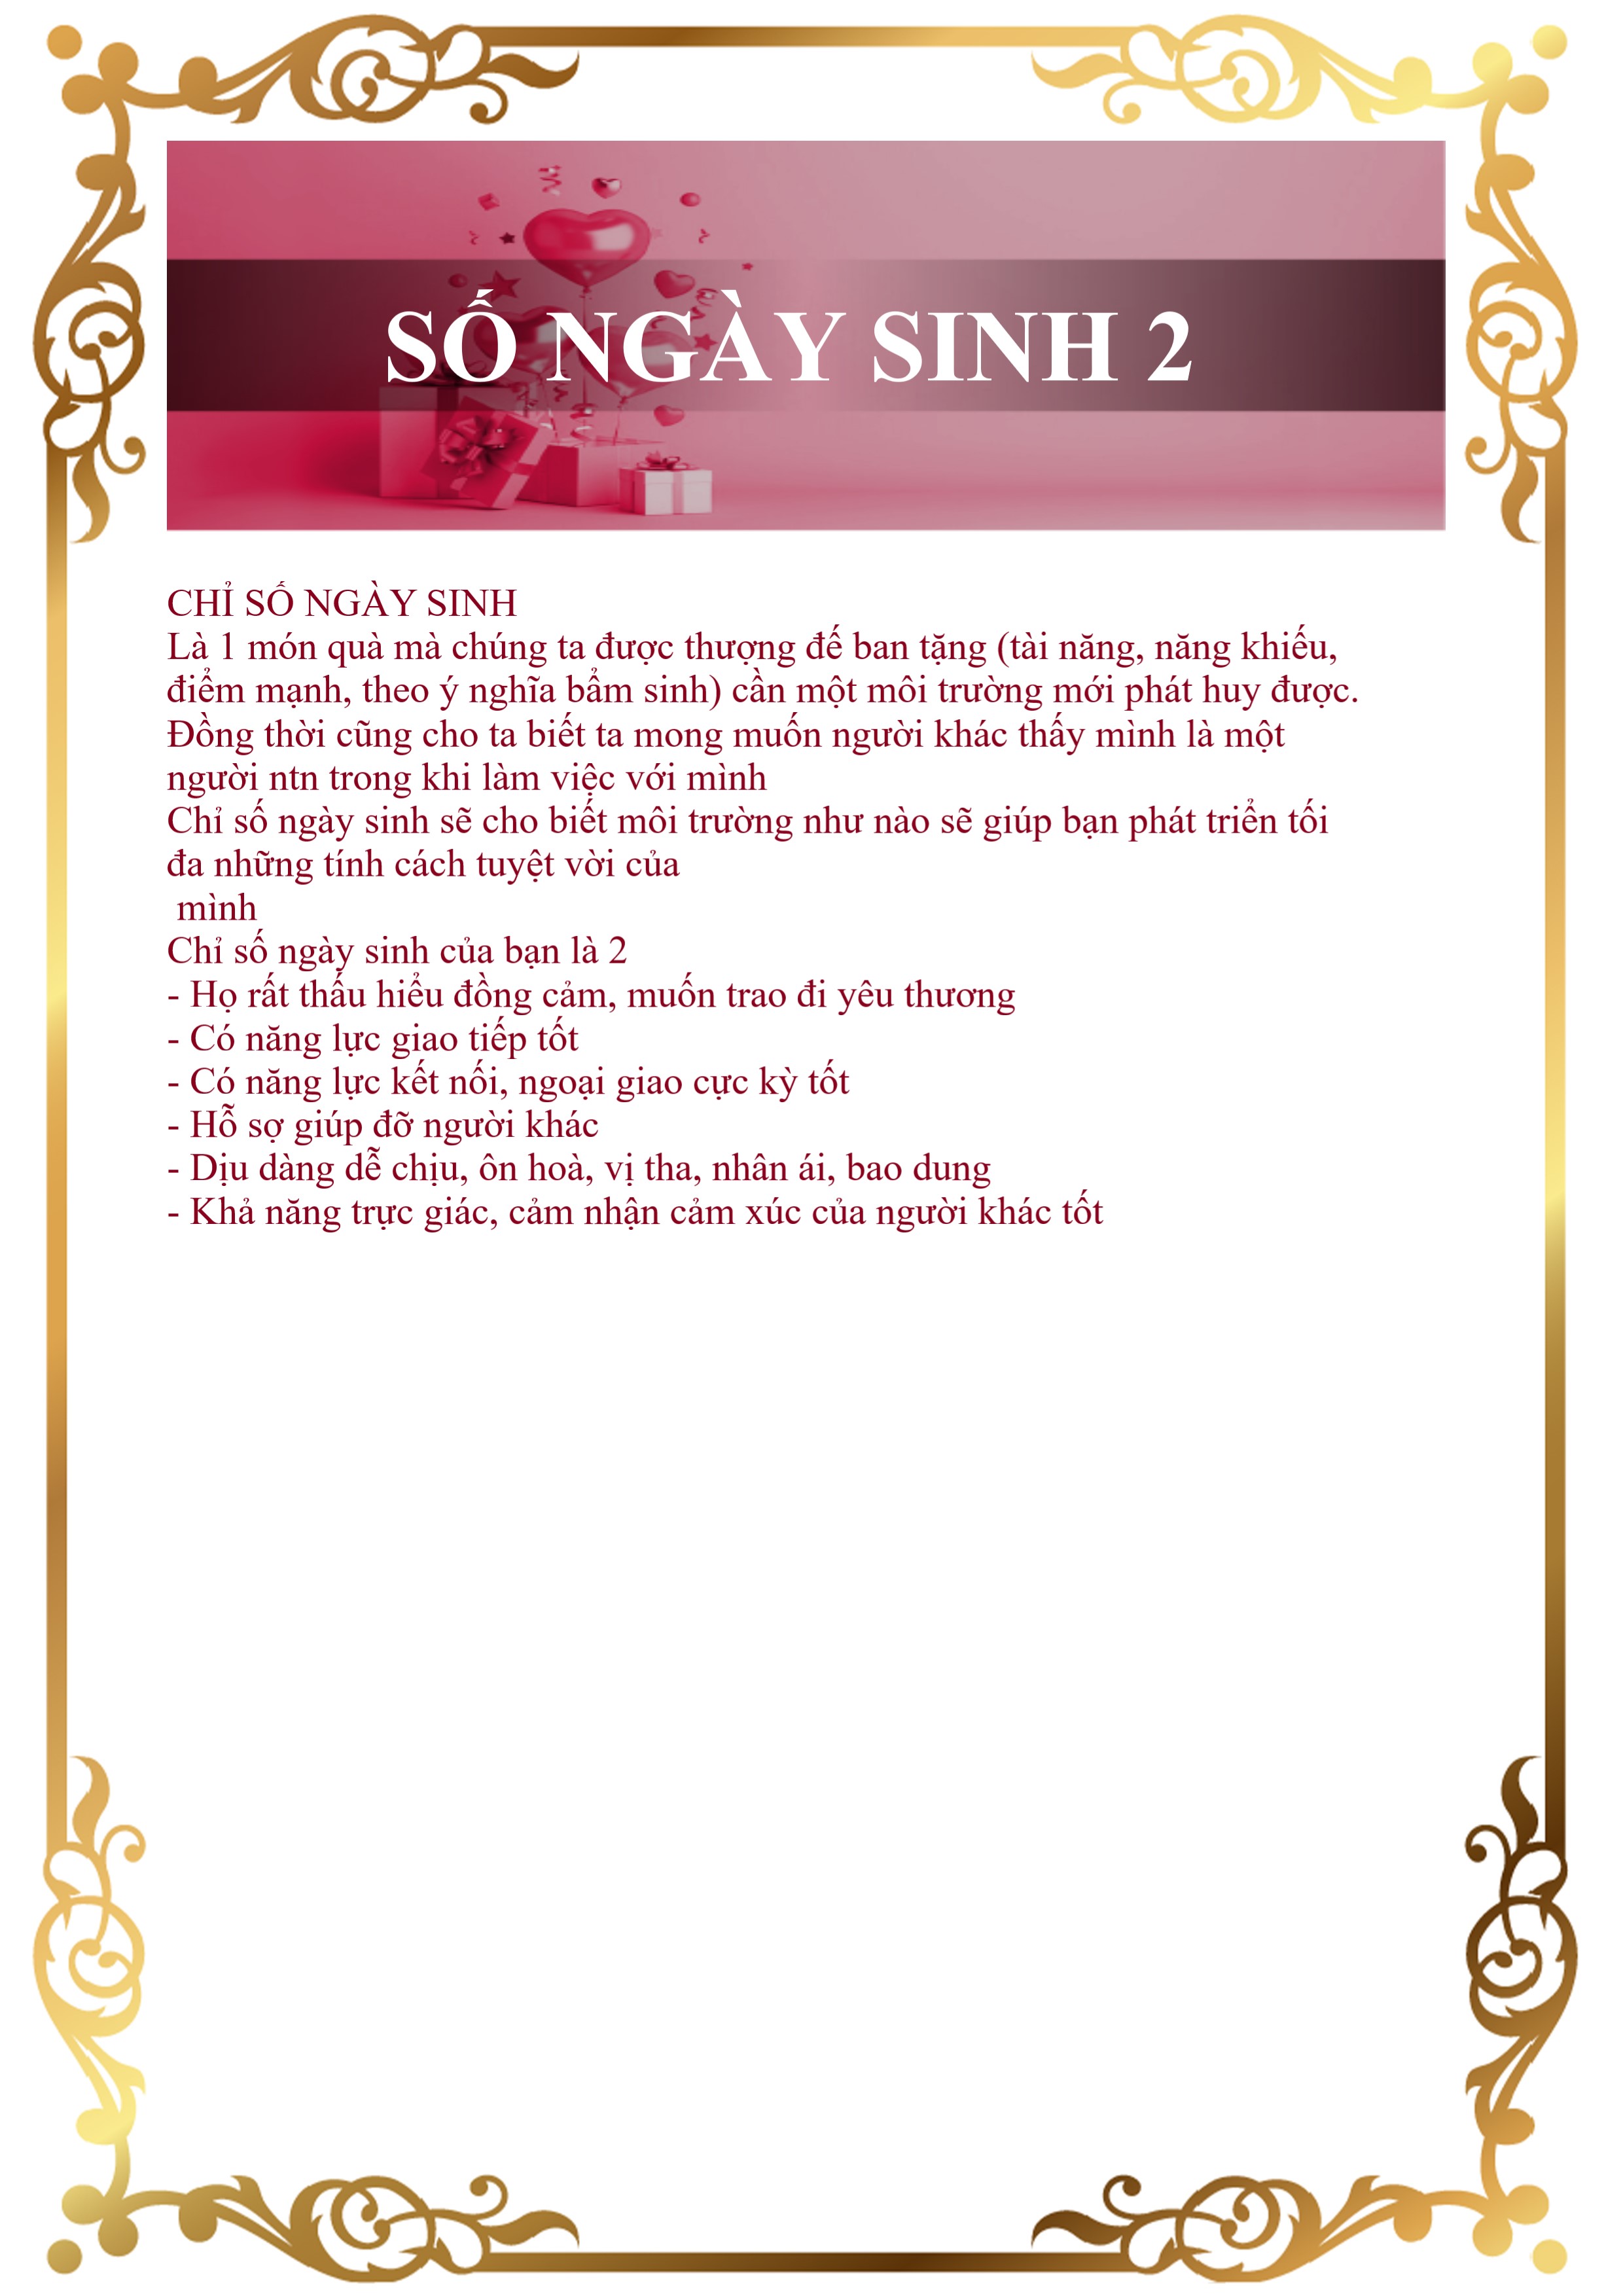 SỐ NGÀY SINH 2
CHỈ SỐ NGÀY SINH
Là 1 món quà mà chúng ta được thượng đế ban tặng (tài năng, năng khiếu,
điểm mạnh, theo ý nghĩa bẩm sinh) cần một môi trường mới phát huy được.
Đồng thời cũng cho ta biết ta mong muốn người khác thấy mình là một
người ntn trong khi làm việc với mình
Chỉ số ngày sinh sẽ cho biết môi trường như nào sẽ giúp bạn phát triển tối
đa những tính cách tuyệt vời của
mình
Chỉ số ngày sinh của bạn là 2
- Họ rất thấu hiểu đồng cảm, muốn trao đi yêu thương
- Có năng lực giao tiếp tốt
- Có năng lực kết nối, ngoại giao cực kỳ tốt
- Hỗ sợ giúp đỡ người khác
- Dịu dàng dễ chịu, ôn hoà, vị tha, nhân ái, bao dung
- Khả năng trực giác, cảm nhận cảm xúc của người khác tốt